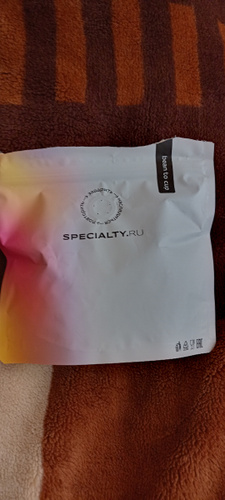 bean to cup
SPECIALTY.RU